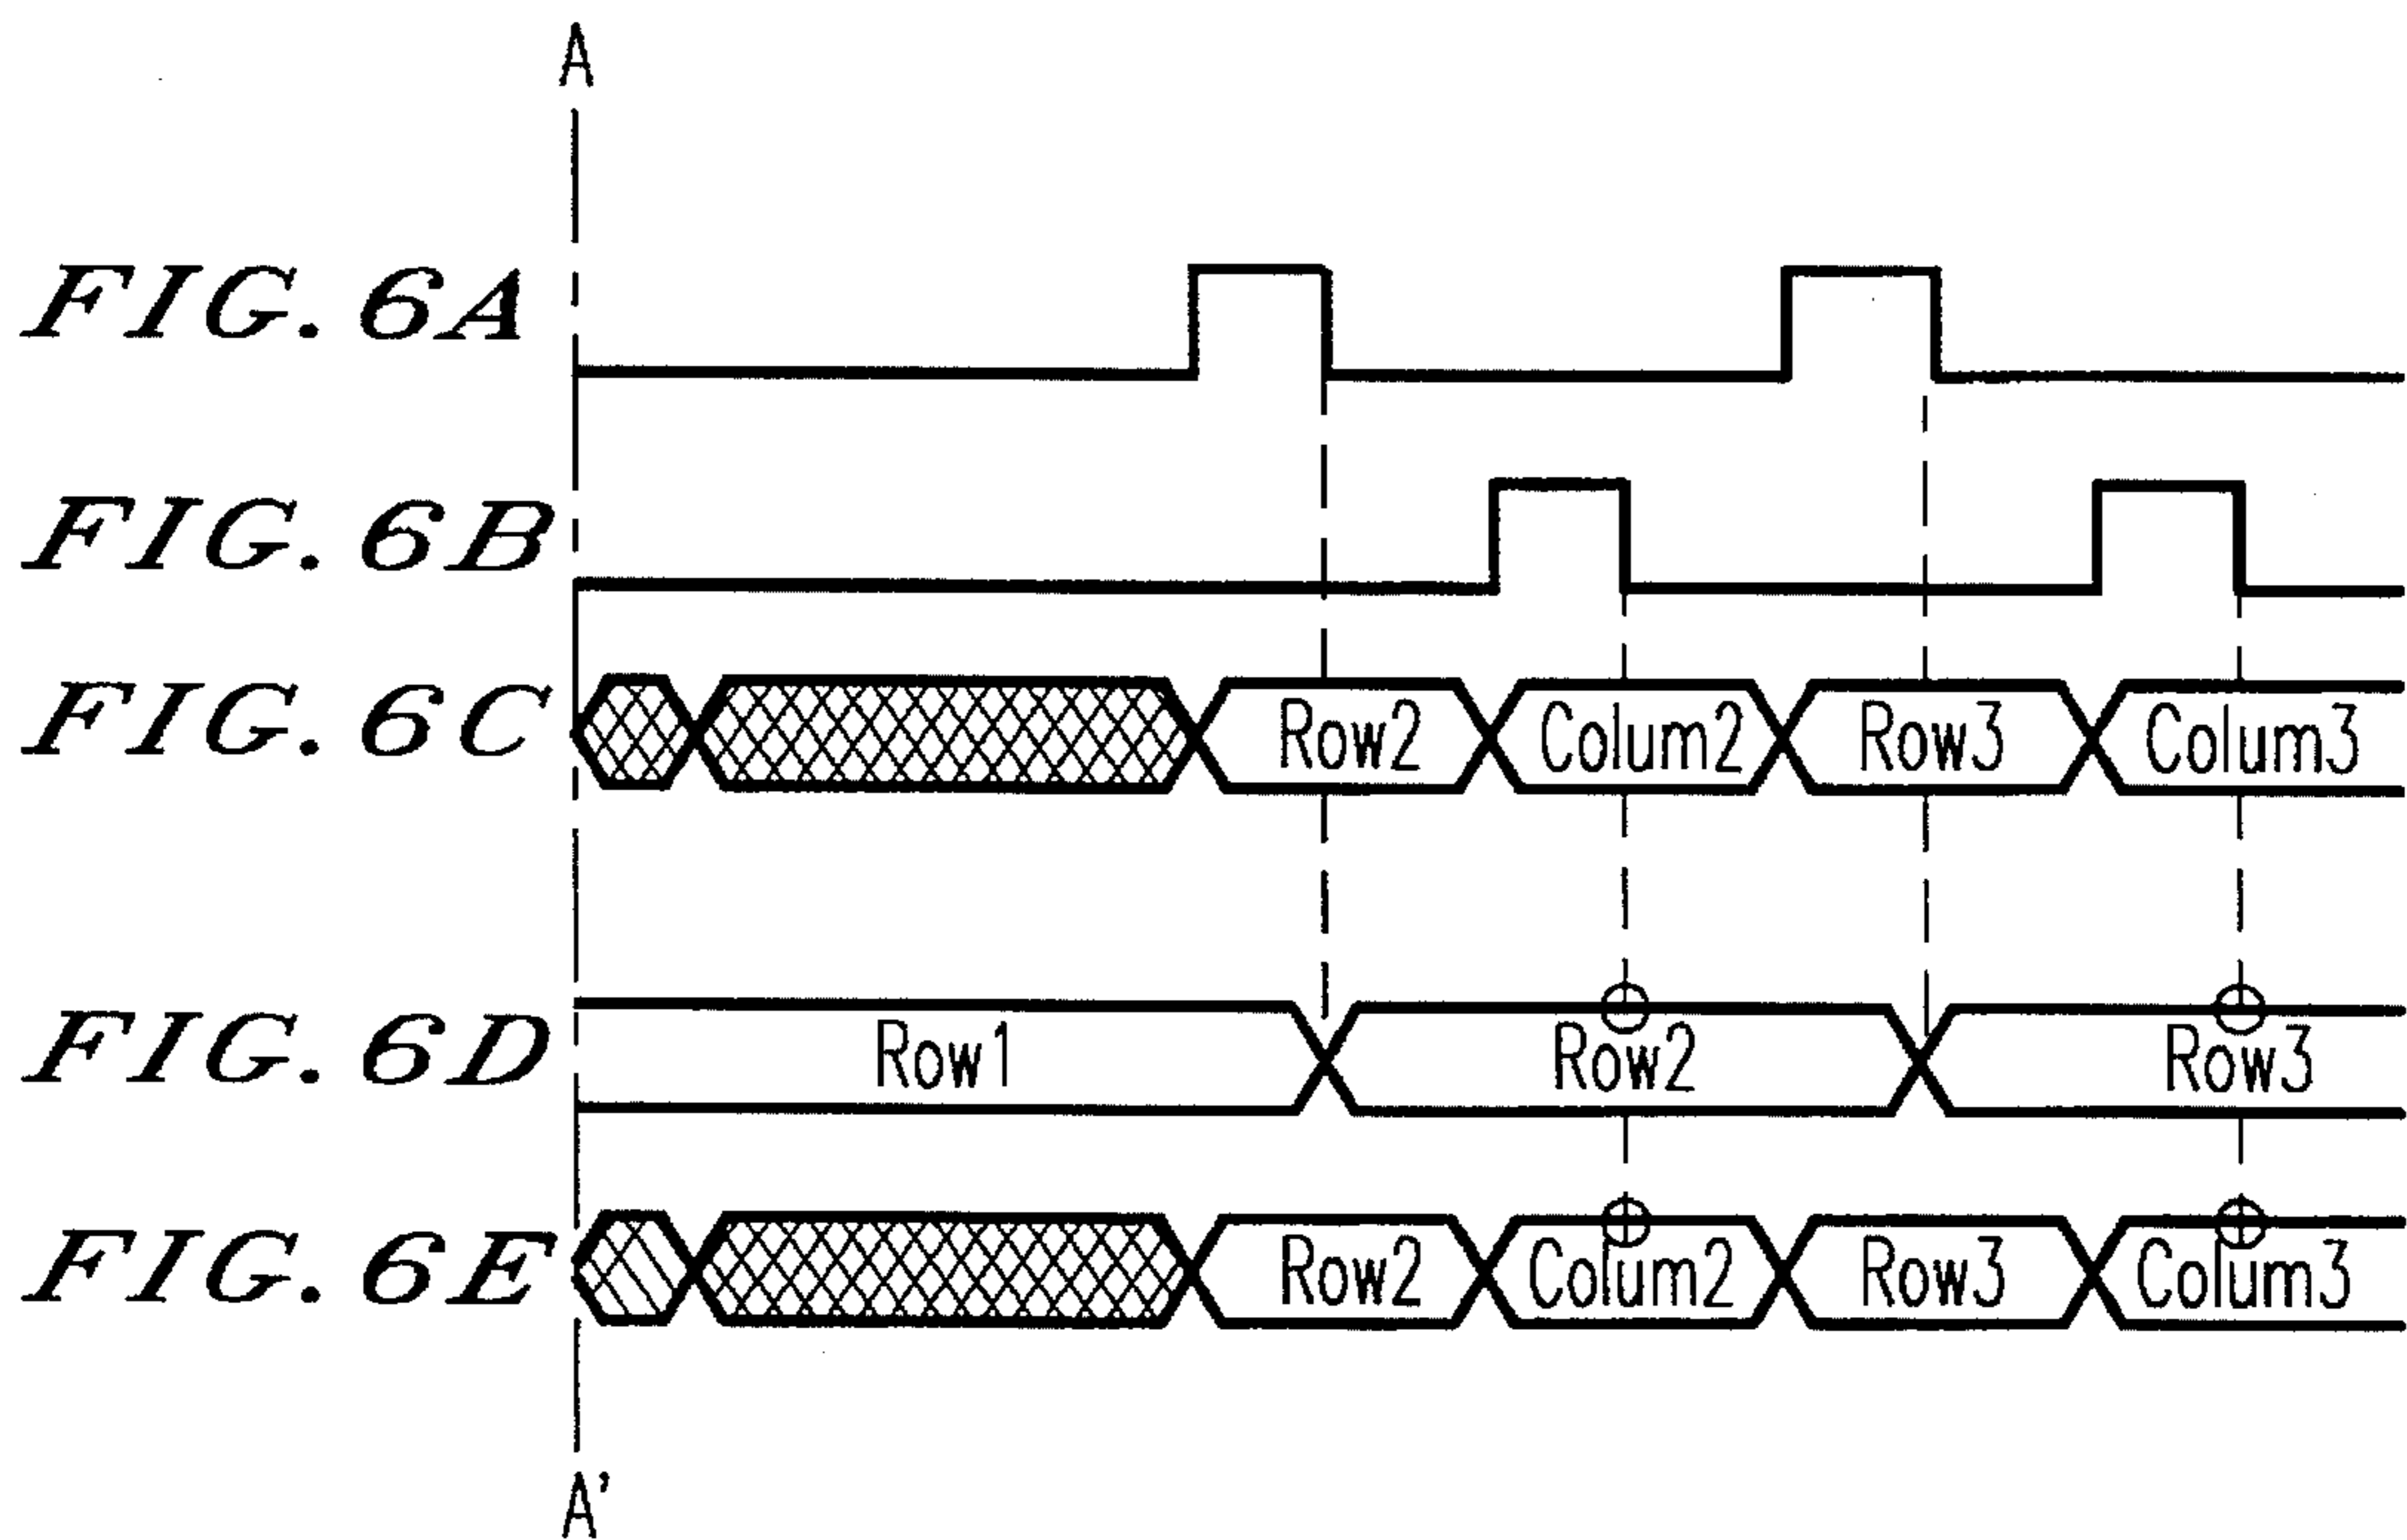 A
FIG. 6A
FIG. 6B
FIG. 6C
Row2 Colum2 Row3 Colum3
FIG. 6D
Row1 Row2 Row3
FIG. 6E
Row2 Colum2 Row3 Colum3
A'